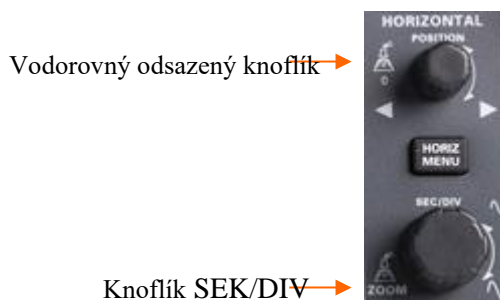 HORIZONTAL
POSITION
Vodorovný odsazený knoflík
0
HORIZ
MENU
SEC/DIV
ZOOM
Knoflík SEK/DIV